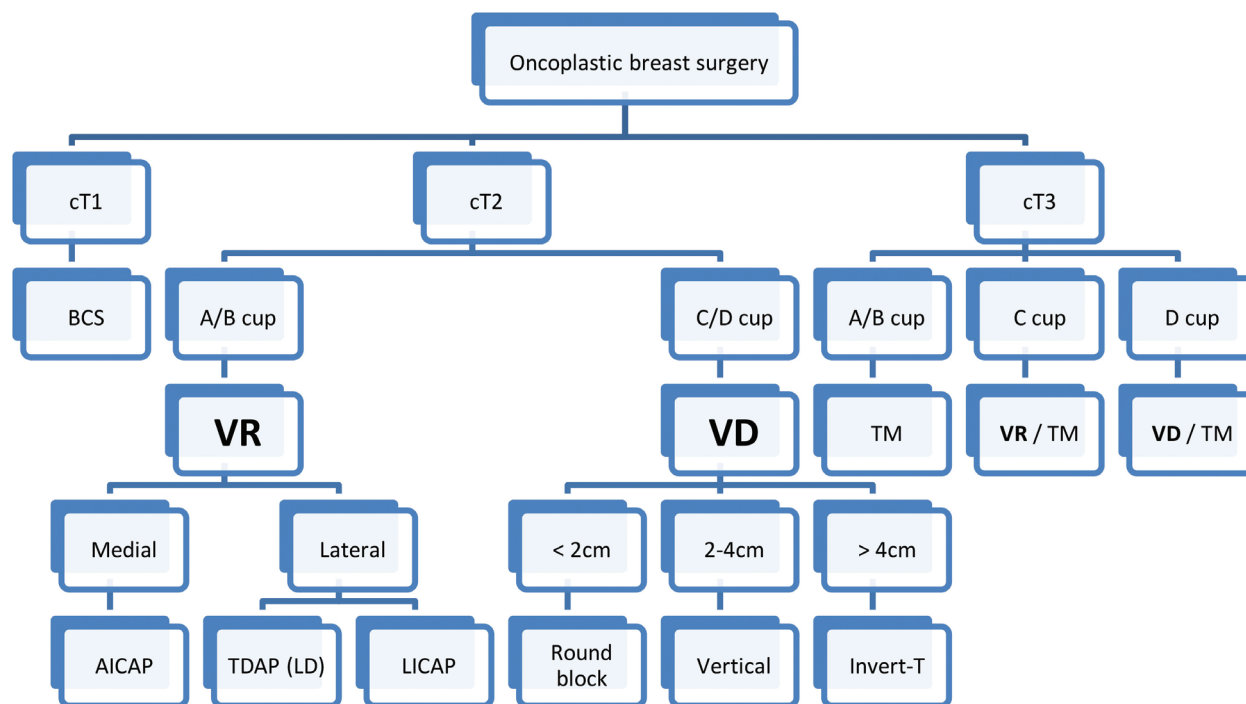 Oncoplastic breast surgery
cT1
cT2
cT3
BCS
A/B cup
C/D cup
A/B cup
C cup
D cup
VR
VD
TM
VR / TM
VD / TM
Medial
Lateral
< 2cm
2-4cm
> 4cm
AICAP
TDAP (LD)
LICAP
Round
block
Vertical
Invert-T